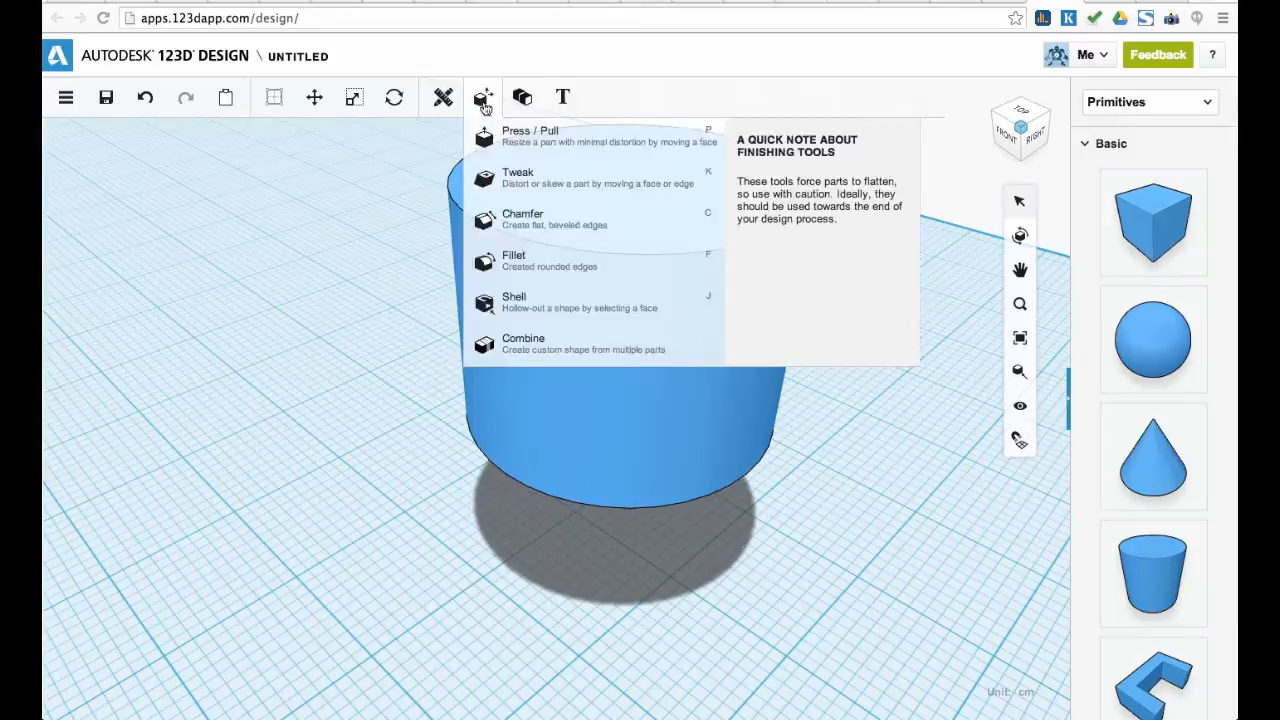 apps.123dapp.com/design/
AUTODESK® 123D® DESIGN \ UNTITLED
Me
Feedback
?
T
Primitives
Basic
TOP
FRONT
RIGHT
Press / Pull P
Resize a part with minimal distortion by moving a face
Tweak K
Distort or skew a part by moving a face or edge
Chamfer C
Create flat, beveled edges
Fillet F
Created rounded edges
Shell J
Hollow-out a shape by selecting a face
Combine
Create custom shape from multiple parts
A QUICK NOTE ABOUT
FINISHING TOOLS
These tools force parts to flatten,
so use with caution. Ideally, they
should be used towards the end of
your design process.
Unit: cm